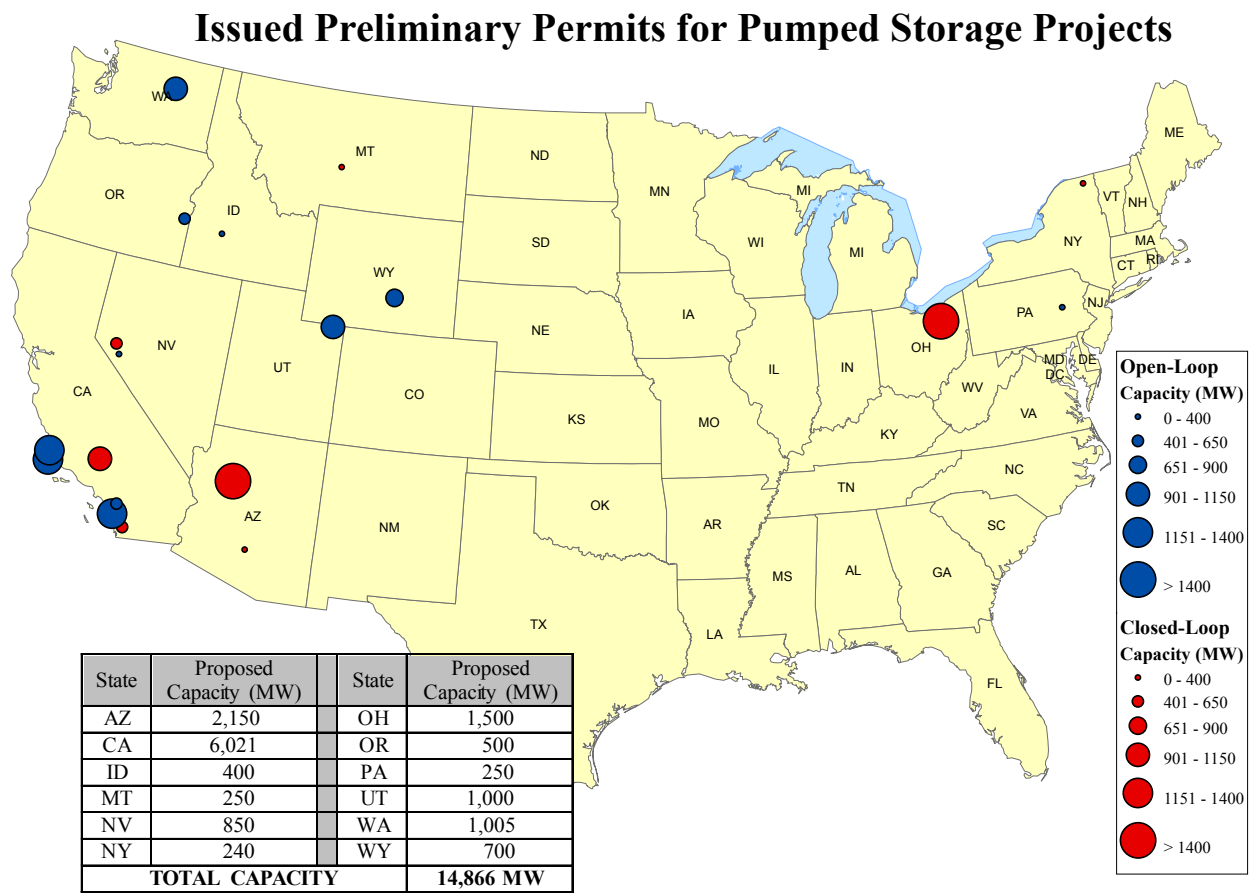 Issued Preliminary Permits for Pumped Storage Projects
WA
MT
ND
MN
ME
OR
ID
SD
WI
MI
MI
NY
VT
NH
MA
CT
RI
WY
NE
IA
PA
NJ
NV
UT
CO
KS
IL
IN
OH
WV
MD
DE
DC
VA
CA
MO
KY
NC
AZ
NM
OK
AR
TN
SC
TX
LA
MS
AL
GA
FL
Open-Loop
Capacity (MW)
0 - 400
401 - 650
651 - 900
901 - 1150
1151 - 1400
> 1400
Closed-Loop
Capacity (MW)
0 - 400
401 - 650
651 - 900
901 - 1150
1151 - 1400
> 1400
State Proposed Capacity (MW) State Proposed Capacity (MW)
AZ 2,150 OH 1,500
CA 6,021 OR 500
ID 400 PA 250
MT 250 UT 1,000
NV 850 WA 1,005
NY 240 WY 700
TOTAL CAPACITY 14,866 MW